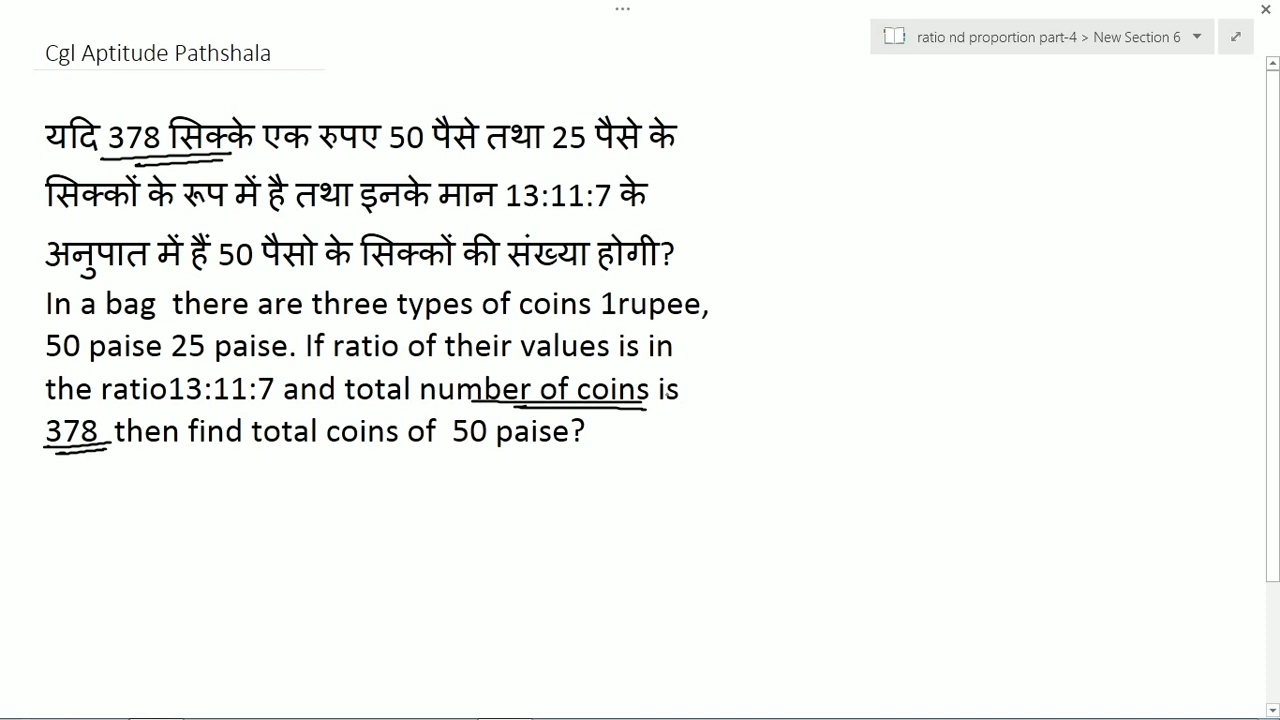 Cgl Aptitude Pathshala
ratio nd proportion part-4 > New Section 6
यदि 378 सिक्के एक रुपए 50 पैसे तथा 25 पैसे के
सिक्कों के रूप में है तथा इनके मान 13:11:7 के
अनुपात में हैं 50 पैसो के सिक्कों की संख्या होगी?
In a bag there are three types of coins 1rupee,
50 paise 25 paise. If ratio of their values is in
the ratio13:11:7 and total number of coins is
378 then find total coins of 50 paise?